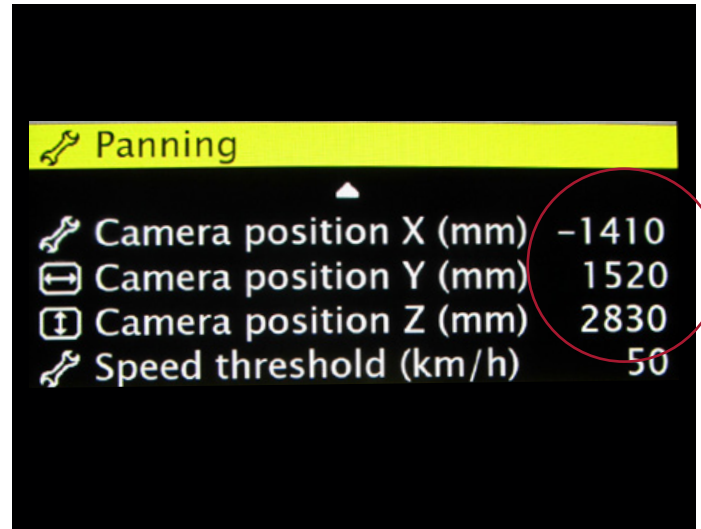 Panning
Camera position X (mm) -1410
Camera position Y (mm) 1520
Camera position Z (mm) 2830
Speed threshold (km/h) 50